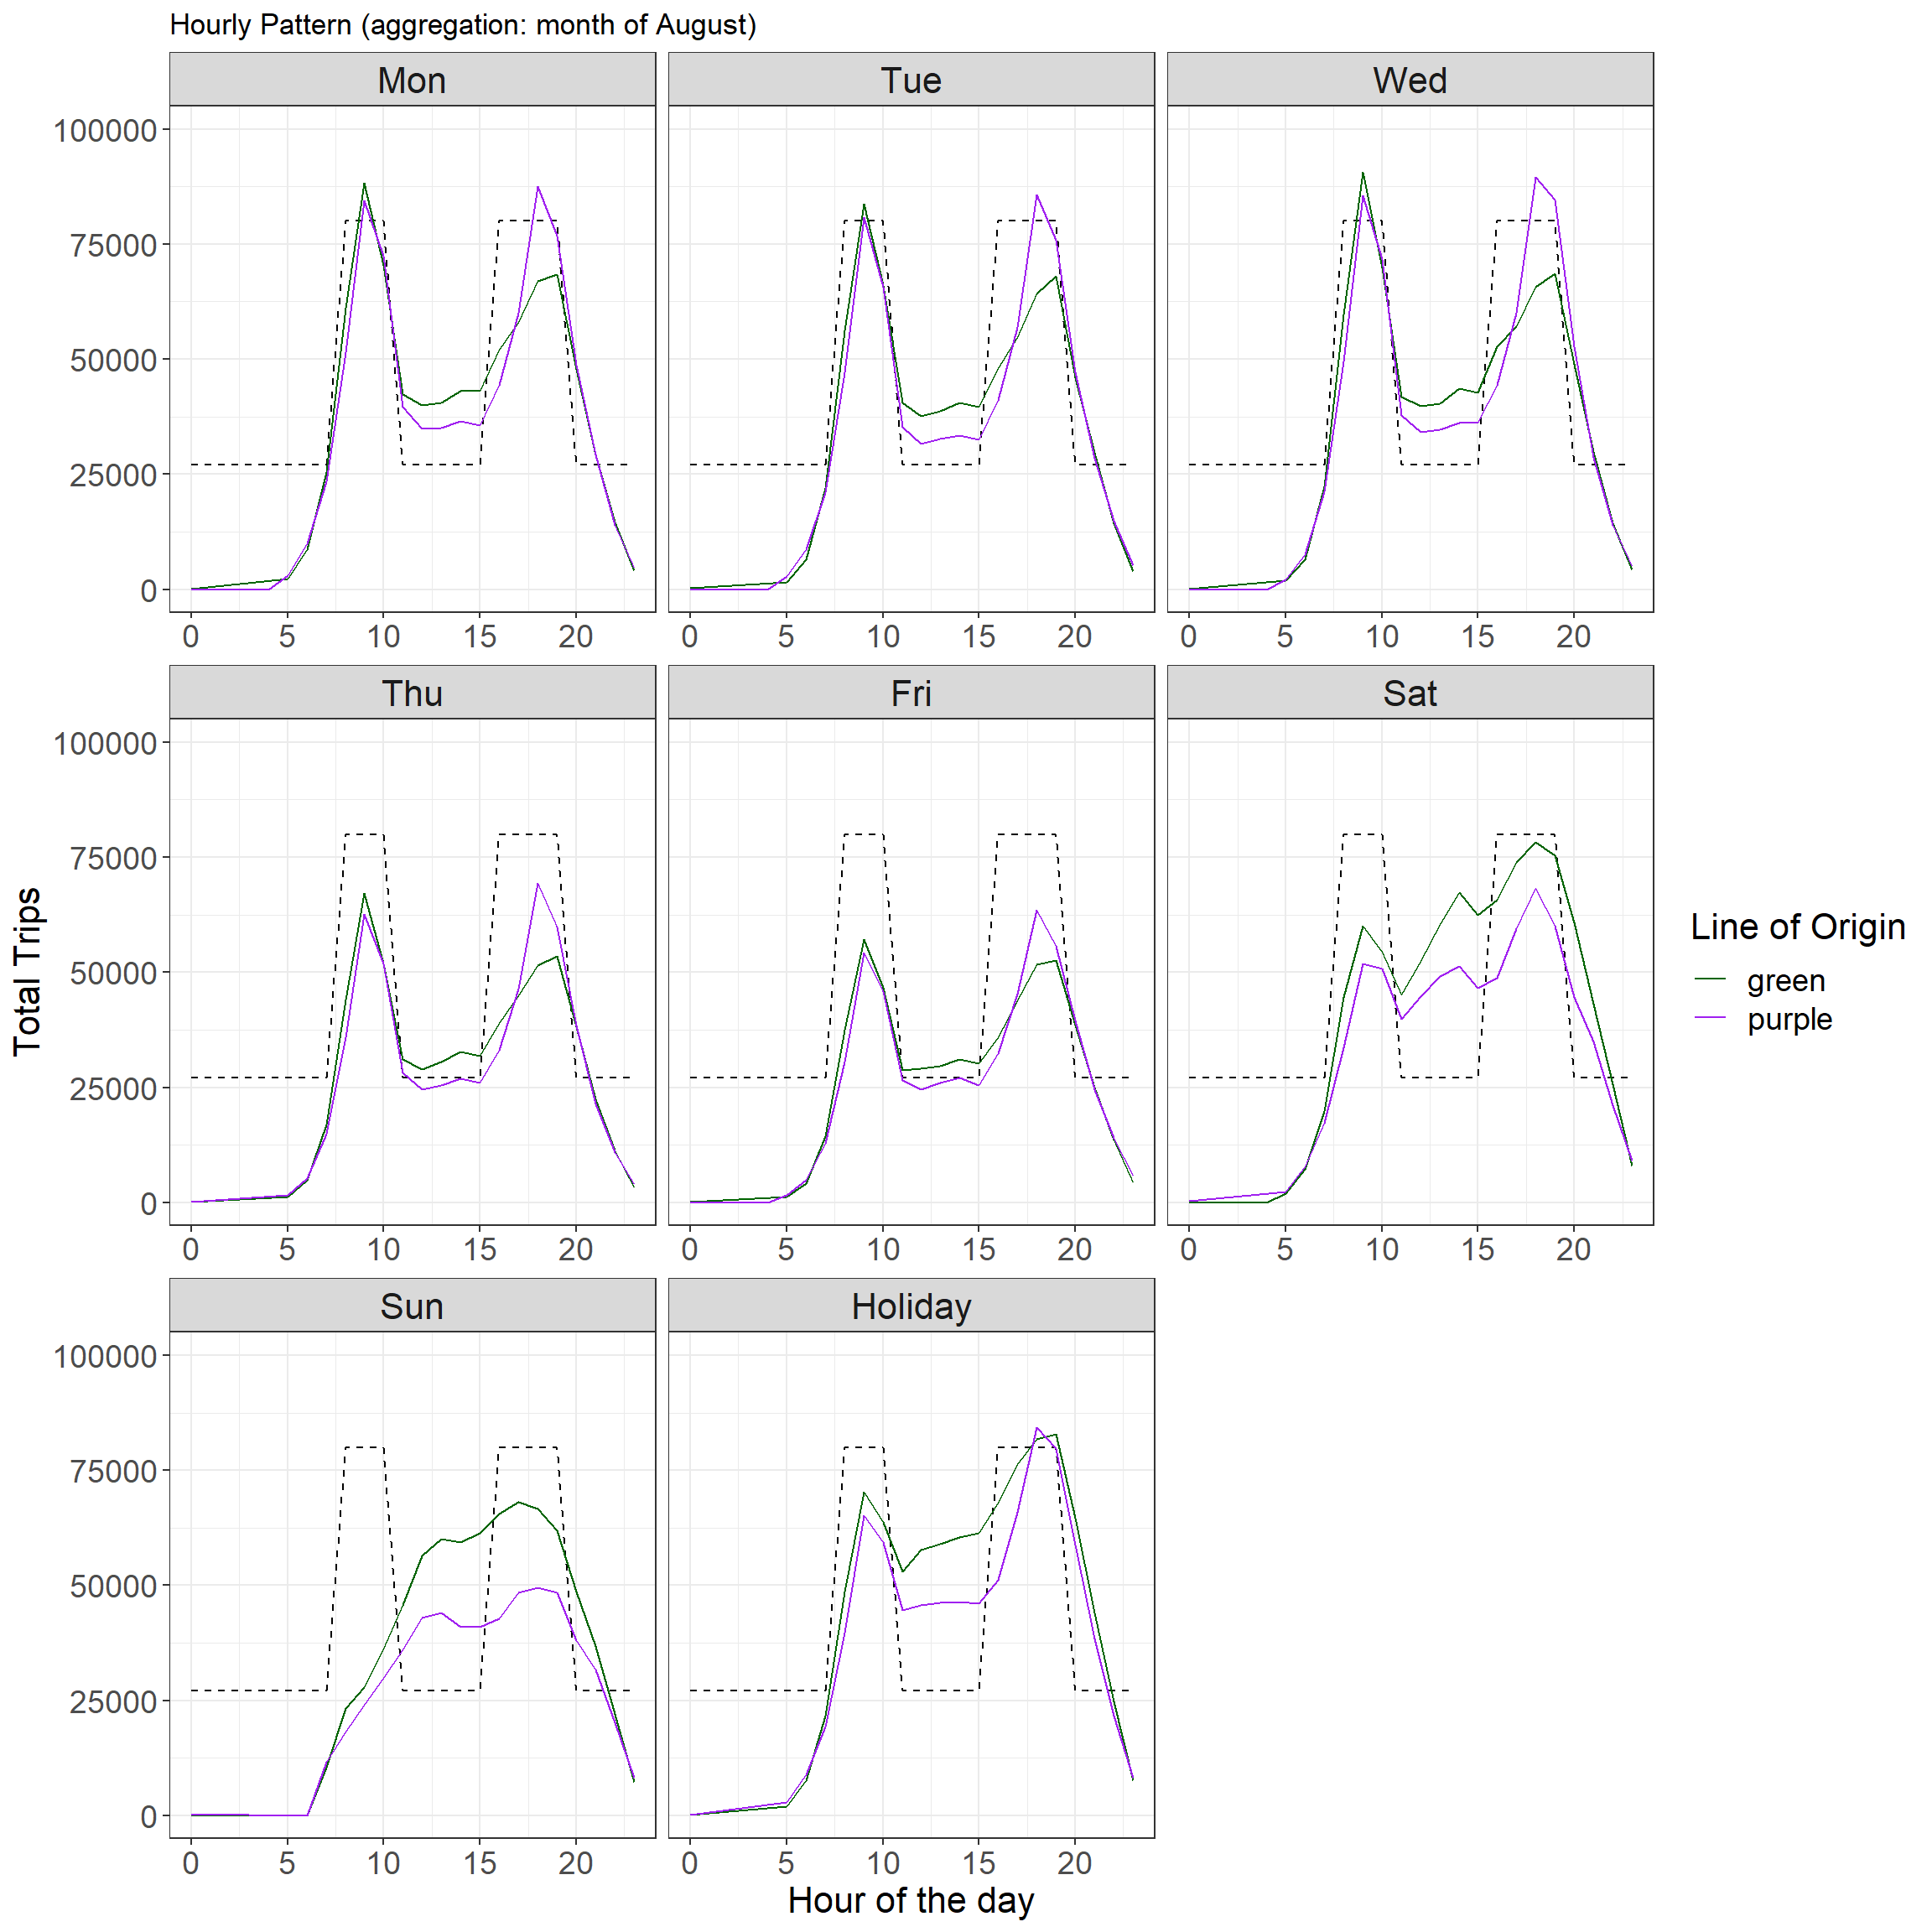 Hourly Pattern (aggregation: month of August)
Mon Tue Wed
100000
75000
50000
25000
0
0 5 10 15 20 0 5 10 15 20 0 5 10 15 20
Thu Fri Sat
100000
75000
50000
25000
0
0 5 10 15 20 0 5 10 15 20 0 5 10 15 20
Sun Holiday
100000
75000
50000
25000
0
0 5 10 15 20 0 5 10 15 20
Hour of the day
Total Trips
Line of Origin
green
purple